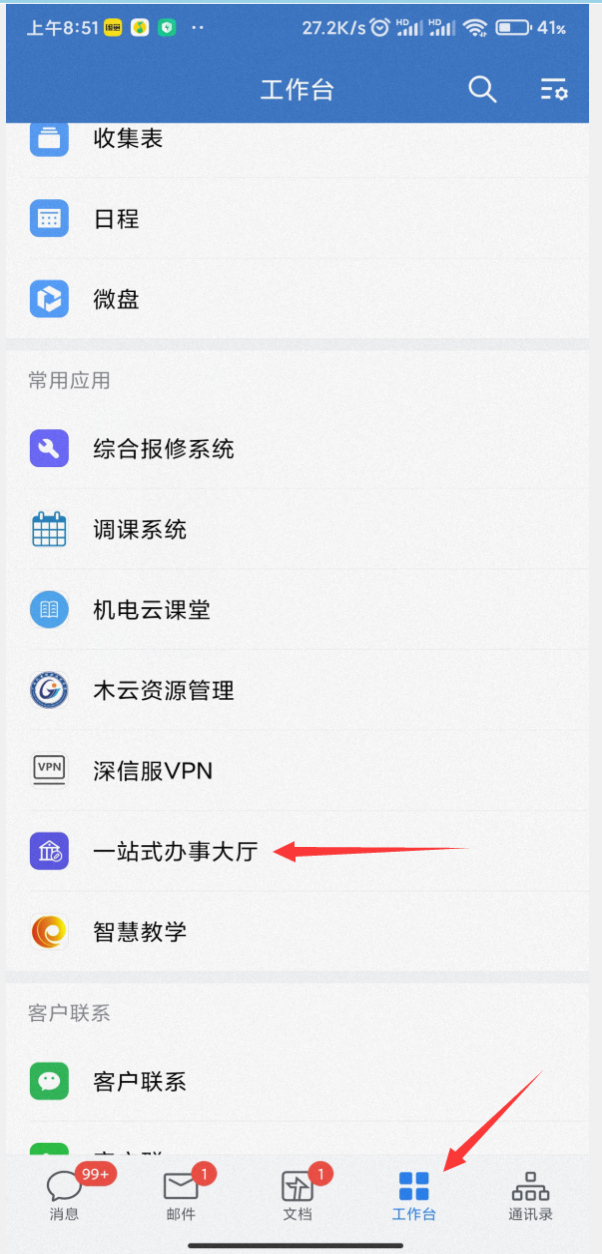 上午8:51
27.2K/s
HD
HD
41%
工作台
收集表
日程
微盘
常用应用
综合报修系统
调课系统
机电云课堂
木云资源管理
VPN
深信服VPN
一站式办事大厅
智慧教学
客户联系
客户联系
99+
1
1
消息
邮件
文档
工作台
通讯录